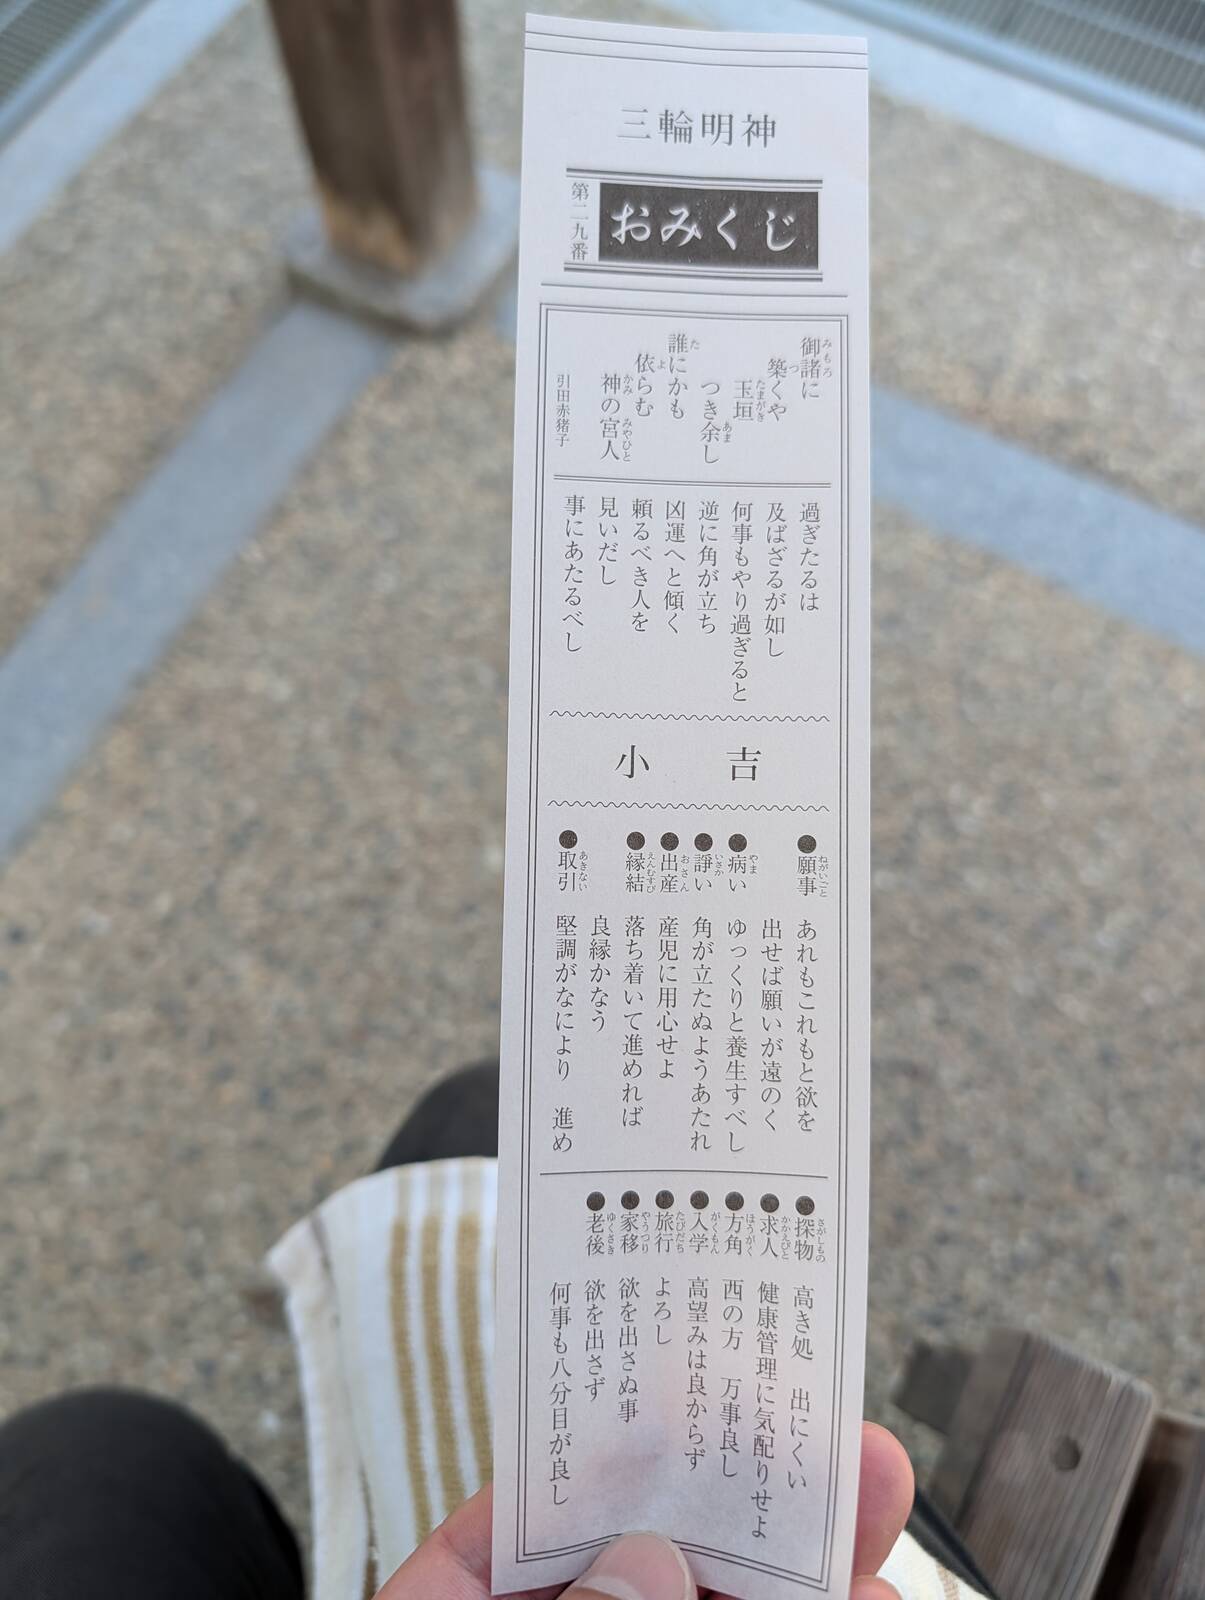 三輪明神
おみくじ
第二九番
御諸に
築くや
玉垣
つき余し
誰にかも
依らむ
神の宮人
引田赤猪子
過ぎたるは
及ばざるが如し
何事もやり過ぎると
逆に角が立ち
凶運へと傾く
頼るべき人を
見いだし
事にあたるべし
小吉
●願事 あれもこれもと欲を
出せば願いが遠のく
●病い ゆっくりと養生すべし
●諍い 角が立たぬようあたれ
●出産 産児に用心せよ
●縁結 落ち着いて進めれば
良縁かなう
●取引 堅調がなにより 進め
●探物 高き処 出にくい
●求人 健康管理に気配りせよ
●方角 西の方 万事良し
●入学 高望みは良からず
●旅行 よろし
●家移 欲を出さぬ事
●老後 欲を出さず
何事も八分目が良し